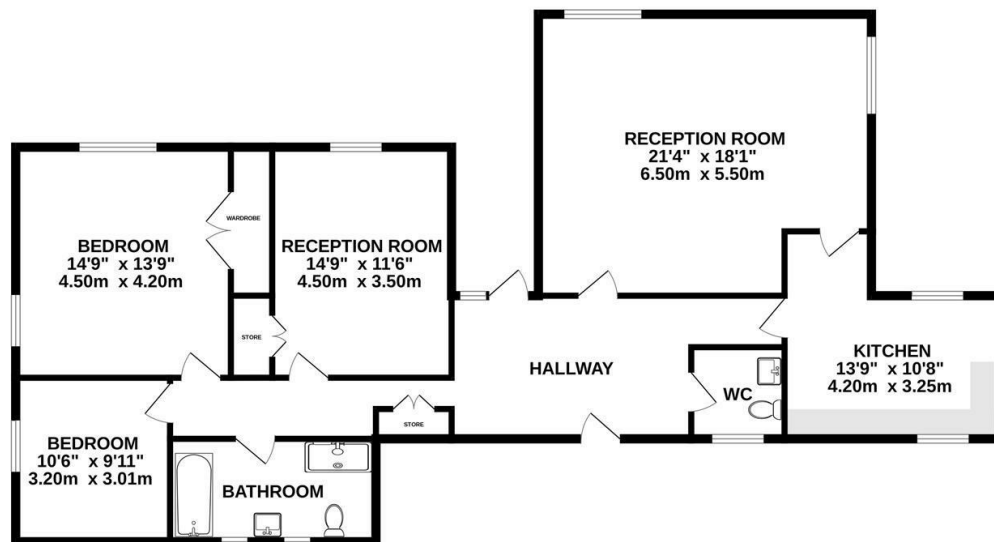 RECEPTION ROOM
21'4" x 18'1"
6.50m x 5.50m
BEDROOM
14'9" x 13'9"
4.50m x 4.20m
WARDROBE
RECEPTION ROOM
14'9" x 11'6"
4.50m x 3.50m
STORE
HALLWAY
WC
KITCHEN
13'9" x 10'8"
4.20m x 3.25m
STORE
BEDROOM
10'6" x 9'11"
3.20m x 3.01m
BATHROOM